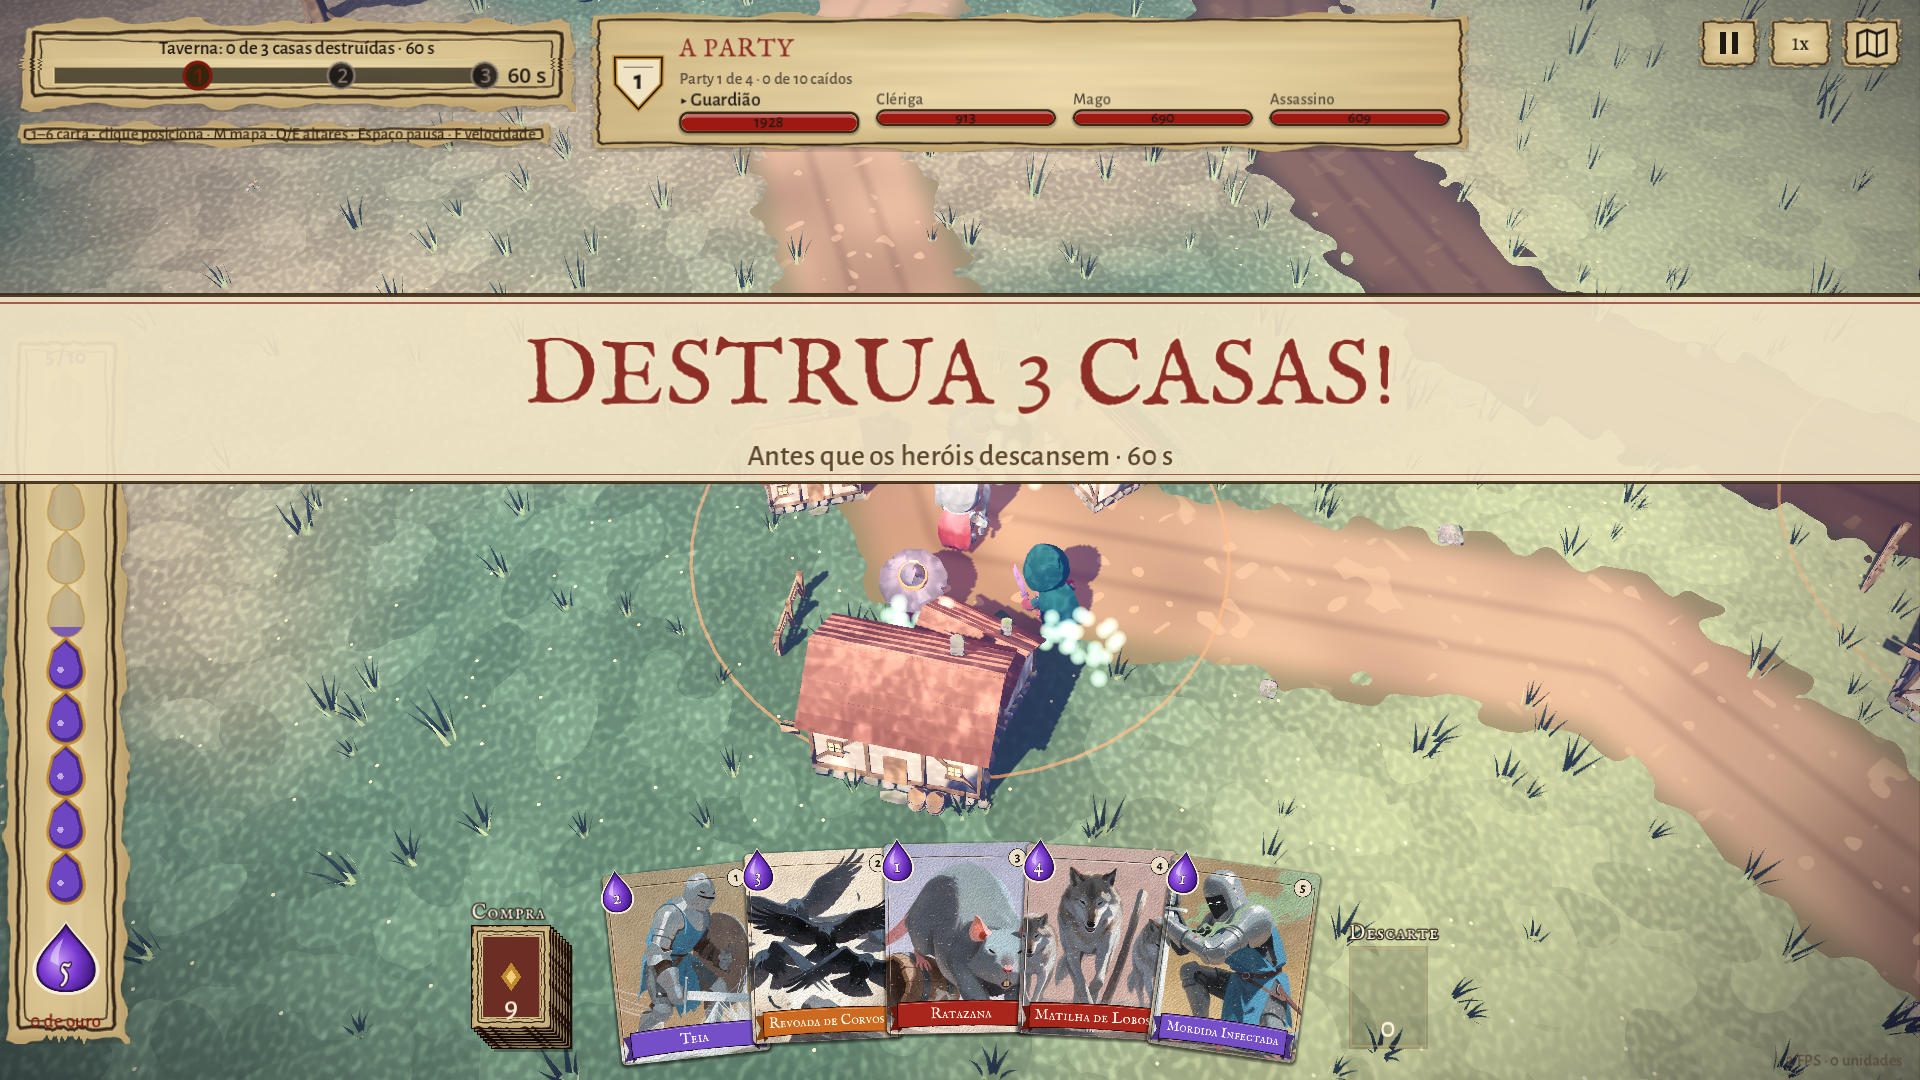 Taverna: 0 de 3 casas destruídas · 60 s
1
2
3
60 s
1–6 carta · clique posiciona · M mapa · Q/E altares · Espaço pausa · F velocidade
A PARTY
1
Party 1 de 4 · 0 de 10 caídos
▸ Guardião
1928
Clériga
913
Mago
690
Assassino
609
1x
5/10
DESTRUA 3 CASAS!
Antes que os heróis descansem · 60 s
5
0 de ouro
Compra
9
2
1
Teia
3
2
Revoada de Corvos
1
3
Ratazana
4
4
Matilha de Lobos
1
5
Mordida Infectada
Descarte
0
FPS · 0 unidades